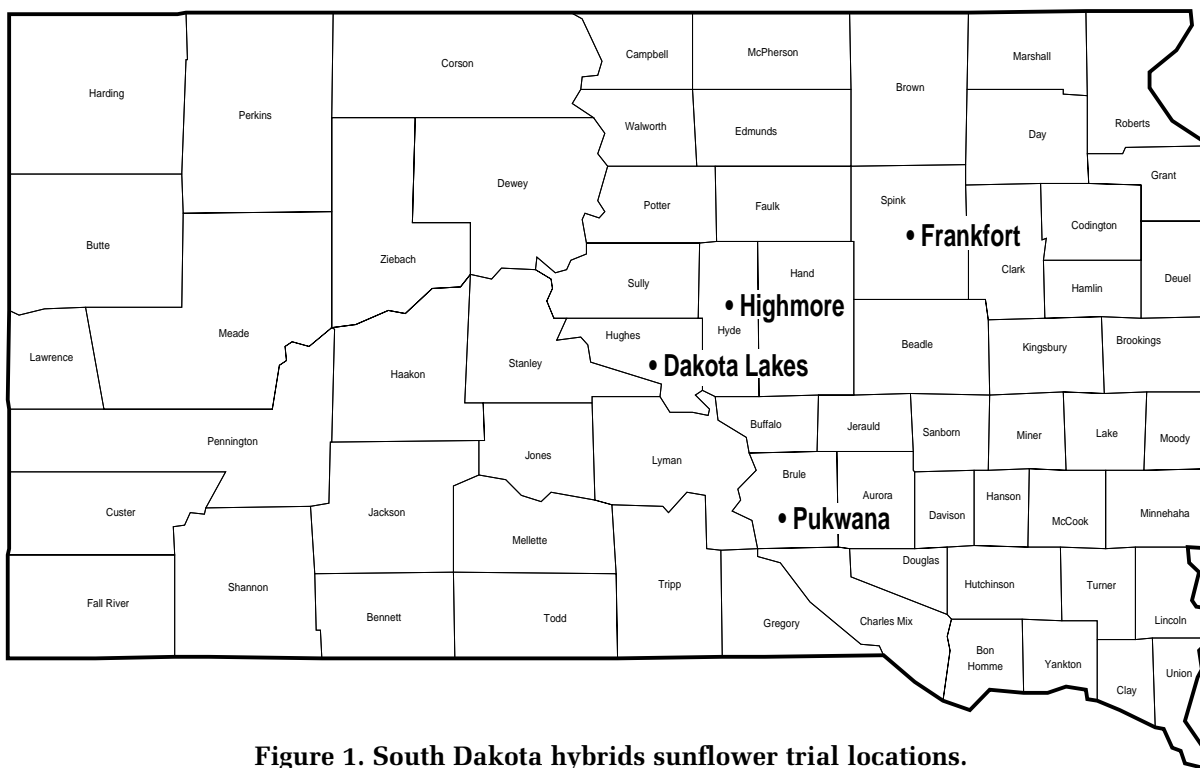 Campbell
McPherson
Marshall
Corson
Brown
Harding
Perkins
Walworth
Edmunds
Roberts
Day
Dewey
Grant
Potter
Faulk
Spink
Codington
Butte
• Frankfort
Ziebach
Clark
Hand
Sully
Hamlin
Deuel
• Highmore
Meade
Hughes
Hyde
Lawrence
Stanley
Beadle
Kingsbury
Brookings
• Dakota Lakes
Haakon
Buffalo
Jerauld
Sanborn
Miner
Lake
Moody
Pennington
Jones
Lyman
Brule
Aurora
Hanson
Custer
Jackson
• Pukwana
Davison
McCook
Minnehaha
Mellette
Douglas
Shannon
Tripp
Hutchinson
Turner
Fall River
Bennett
Todd
Gregory
Charles Mix
Lincoln
Bon
Homme
Yankton
Union
Clay
Figure 1. South Dakota hybrids sunflower trial locations.